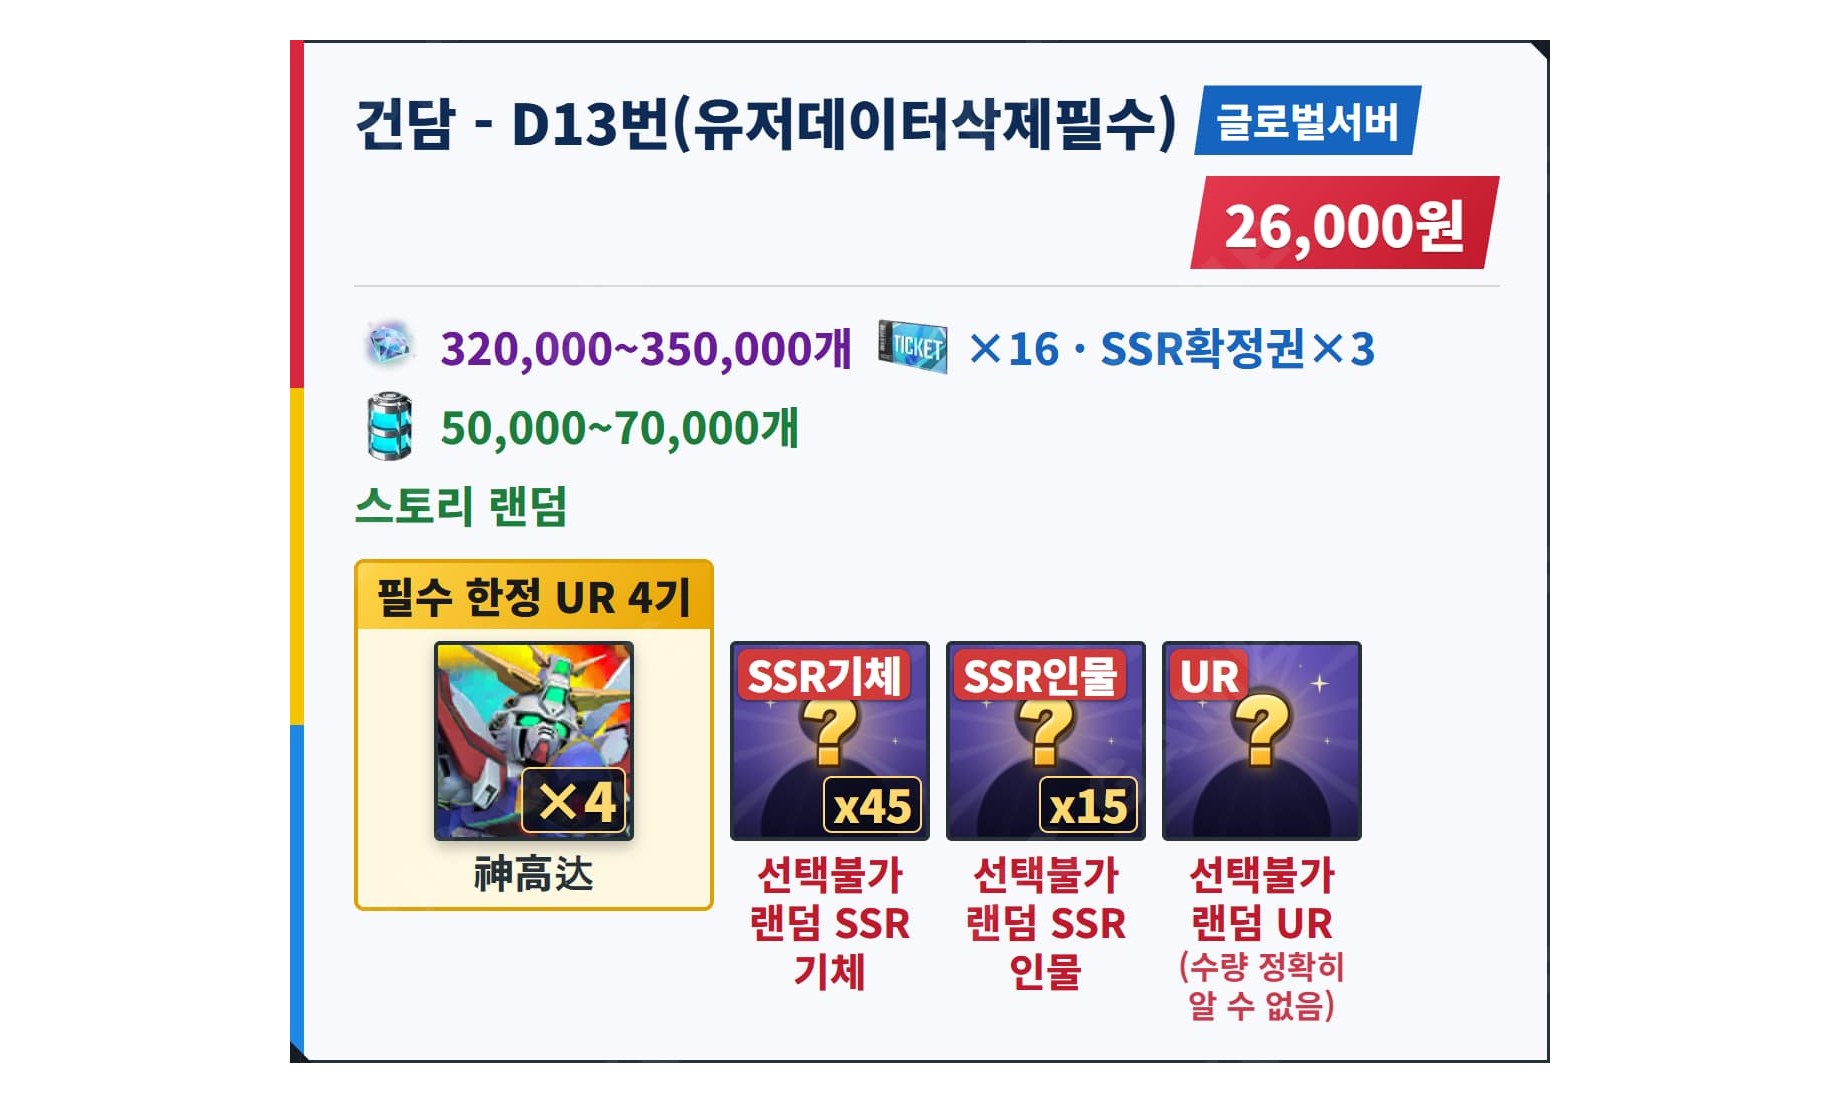 건담 - D13번(유저데이터삭제필수) 글로벌서버
26,000원
320,000~350,000개 TICKET ×16 · SSR확정권×3
50,000~70,000개
스토리 랜덤
필수 한정 UR 4기
×4
神高达
SSR기체
x45
선택불가
랜덤 SSR
기체
SSR인물
x15
선택불가
랜덤 SSR
인물
UR
선택불가
랜덤 UR
(수량 정확히
알 수 없음)